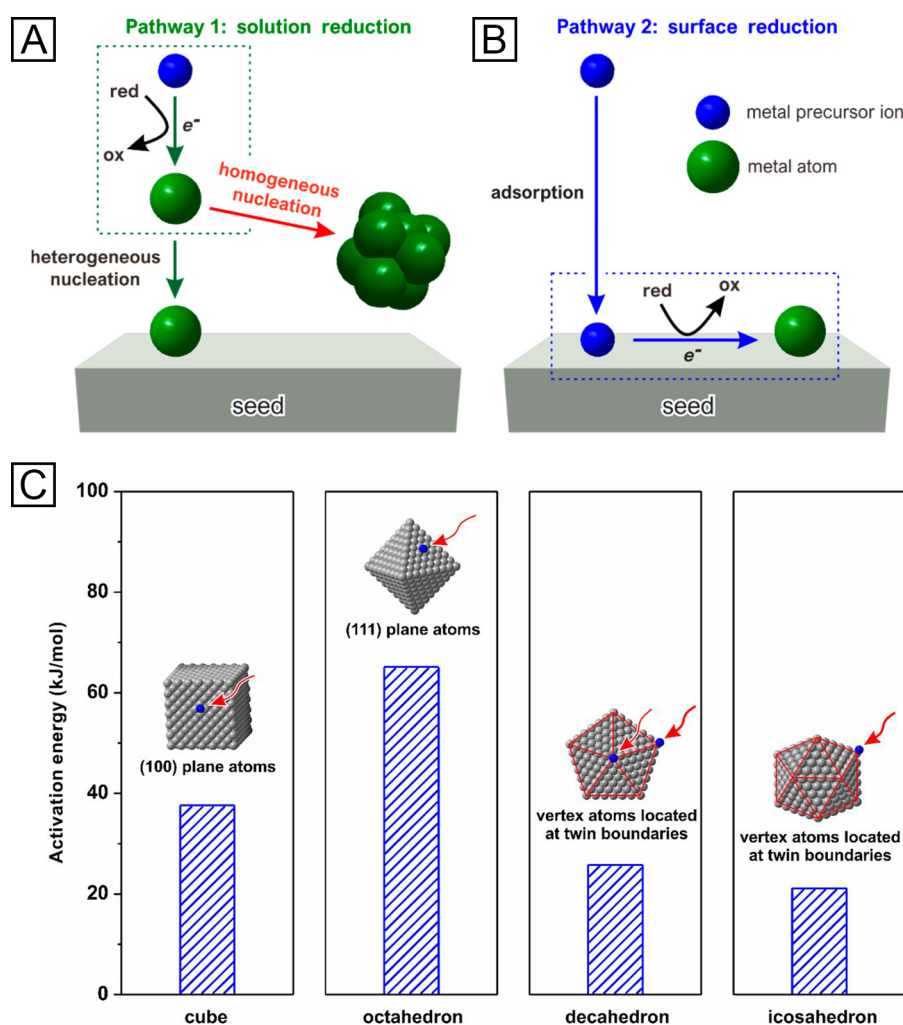 A
Pathway 1: solution reduction
red
e-
ox
homogeneous
nucleation
heterogeneous
nucleation
seed
B
Pathway 2: surface reduction
metal precursor ion
metal atom
adsorption
red
ox
e-
seed
C
Activation energy (kJ/mol)
100
80
60
40
20
0
(100) plane atoms
cube
(111) plane atoms
octahedron
vertex atoms located
at twin boundaries
decahedron
vertex atoms located
at twin boundaries
icosahedron